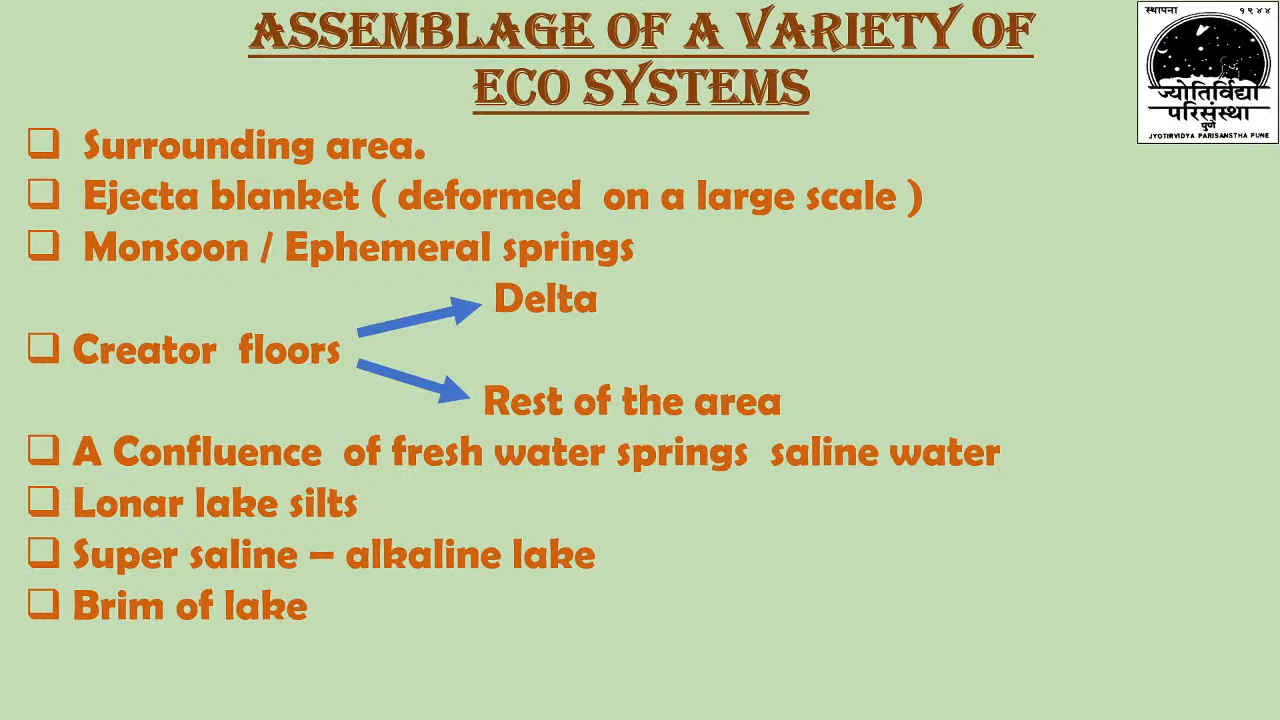 ASSEMBLAGE OF A VARIETY OF
ECO SYSTEMS
स्थापना १९४४
ज्योतिर्विद्या
परिसंस्था
पुणे
JYOTIRVIDYA PARISANSTHA PUNE
Surrounding area.
Ejecta blanket ( deformed on a large scale )
Monsoon / Ephemeral springs
Delta
Creator floors
Rest of the area
A Confluence of fresh water springs saline water
Lonar lake silts
Super saline – alkaline lake
Brim of lake